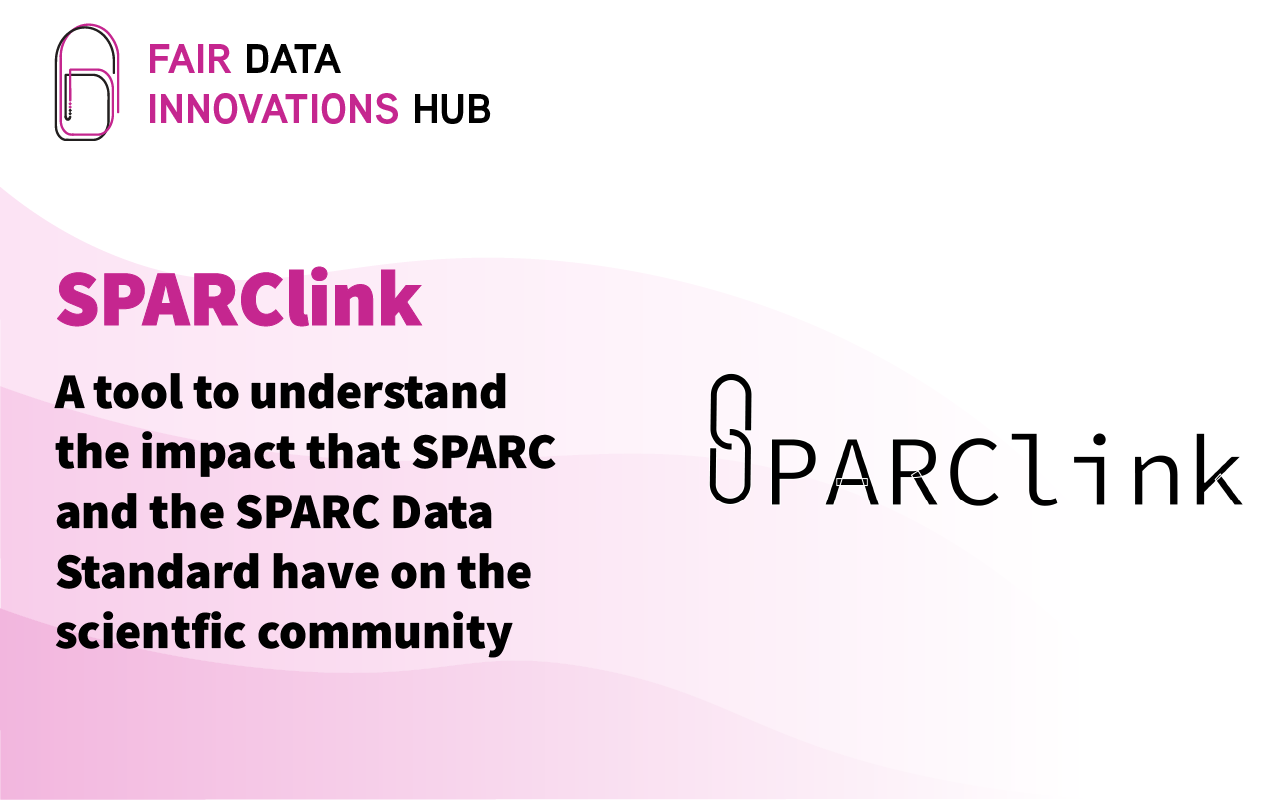 FAIR DATA
INNOVATIONS HUB
SPARClink
A tool to understand
the impact that SPARC
and the SPARC Data
Standard have on the
scientfic community
SPARClink